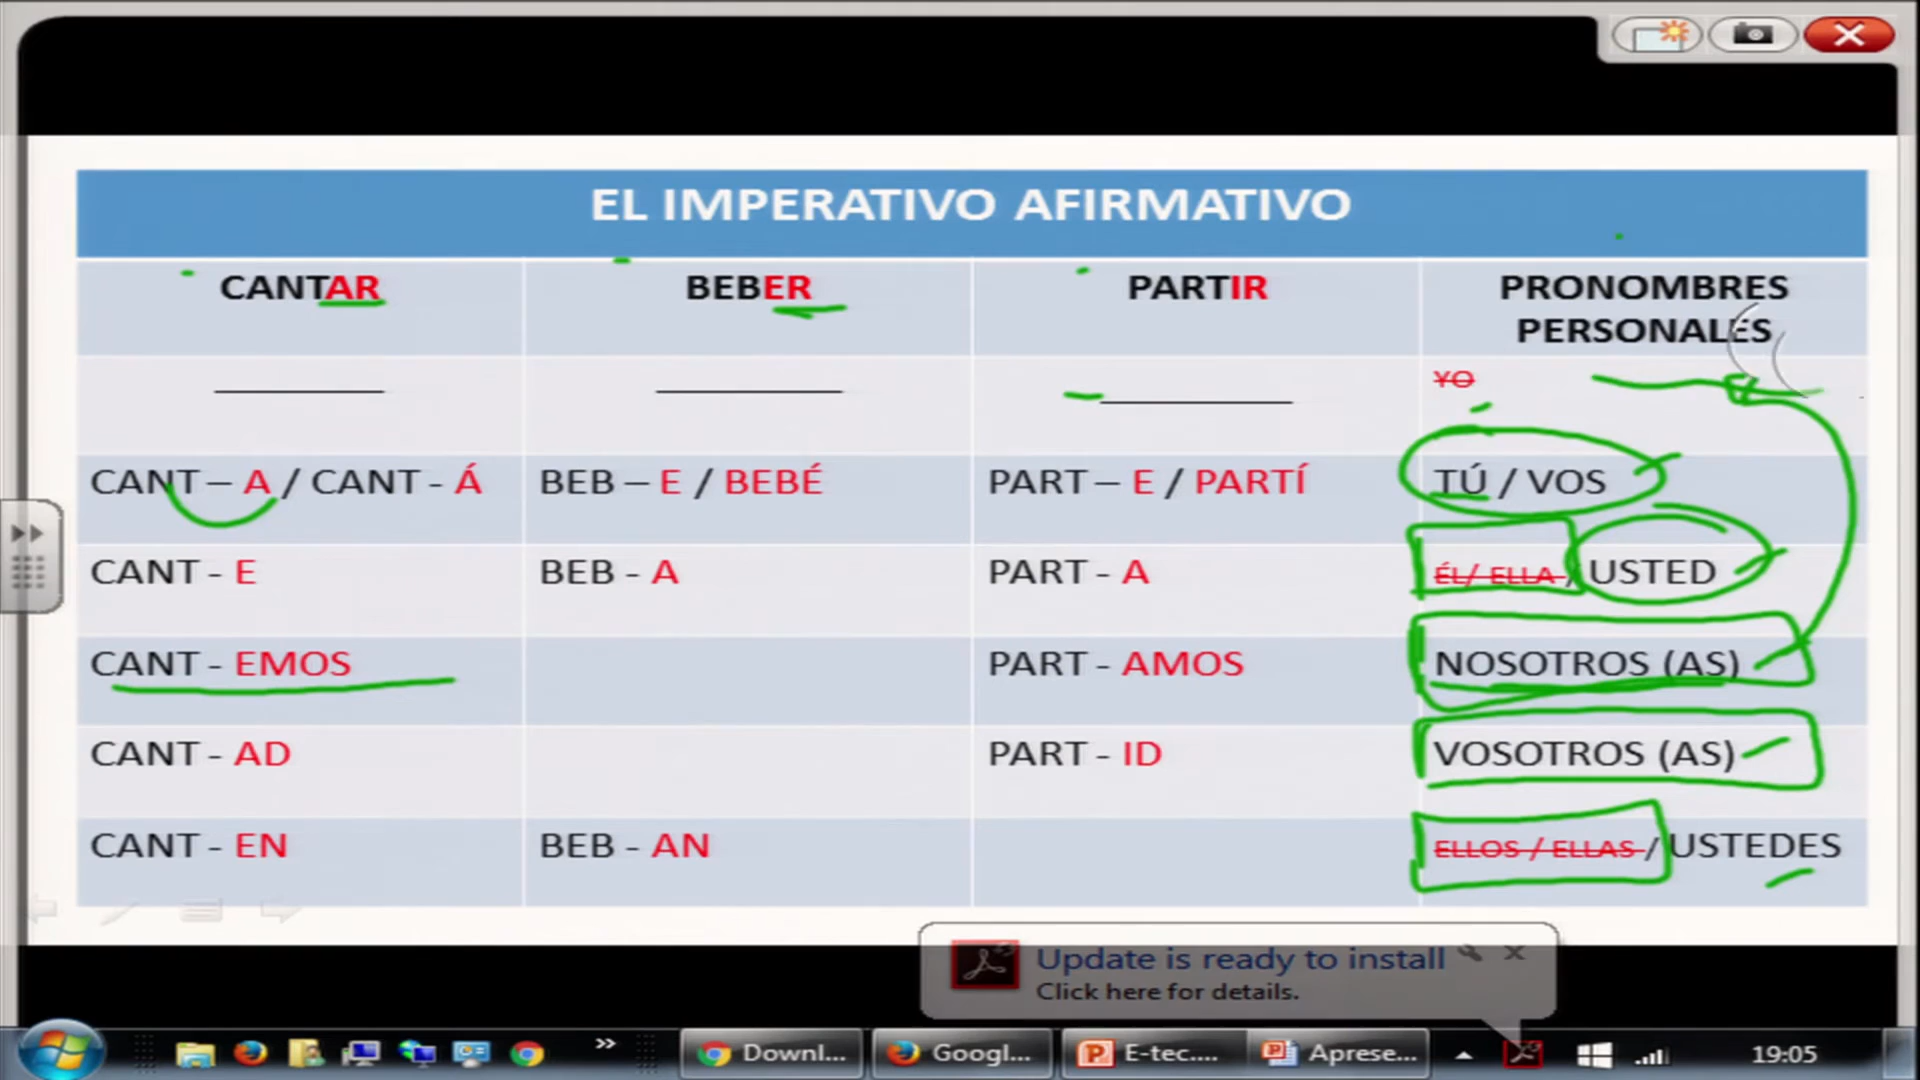 EL IMPERATIVO AFIRMATIVO
CANTAR BEBER PARTIR PRONOMBRES PERSONALES
YO
CANT – A / CANT - Á BEB – E / BEBÉ PART – E / PARTÍ TÚ / VOS
CANT - E BEB - A PART - A ÉL/ ELLA / USTED
CANT - EMOS PART - AMOS NOSOTROS (AS)
CANT - AD PART - ID VOSOTROS (AS)
CANT - EN BEB - AN ELLOS / ELLAS / USTEDES
Update is ready to install
Click here for details.
Downl... Googl... E-tec.... Aprese... 19:05